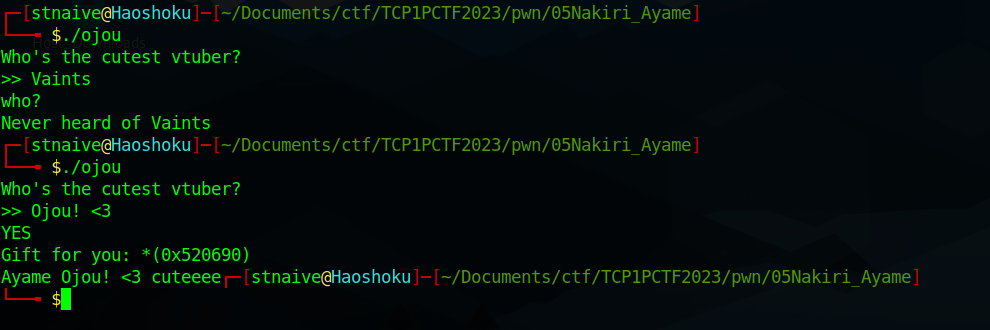 ┌─[stnaive@Haoshoku]─[~/Documents/ctf/TCP1PCTF2023/pwn/05Nakiri_Ayame]
└──╼ $./ojou
Who's the cutest vtuber?
>> Vaints
who?
Never heard of Vaints
┌─[stnaive@Haoshoku]─[~/Documents/ctf/TCP1PCTF2023/pwn/05Nakiri_Ayame]
└──╼ $./ojou
Who's the cutest vtuber?
>> Ojou! <3
YES
Gift for you: *(0x520690)
Ayame Ojou! <3 cuteeee┌─[stnaive@Haoshoku]─[~/Documents/ctf/TCP1PCTF2023/pwn/05Nakiri_Ayame]
└──╼ $